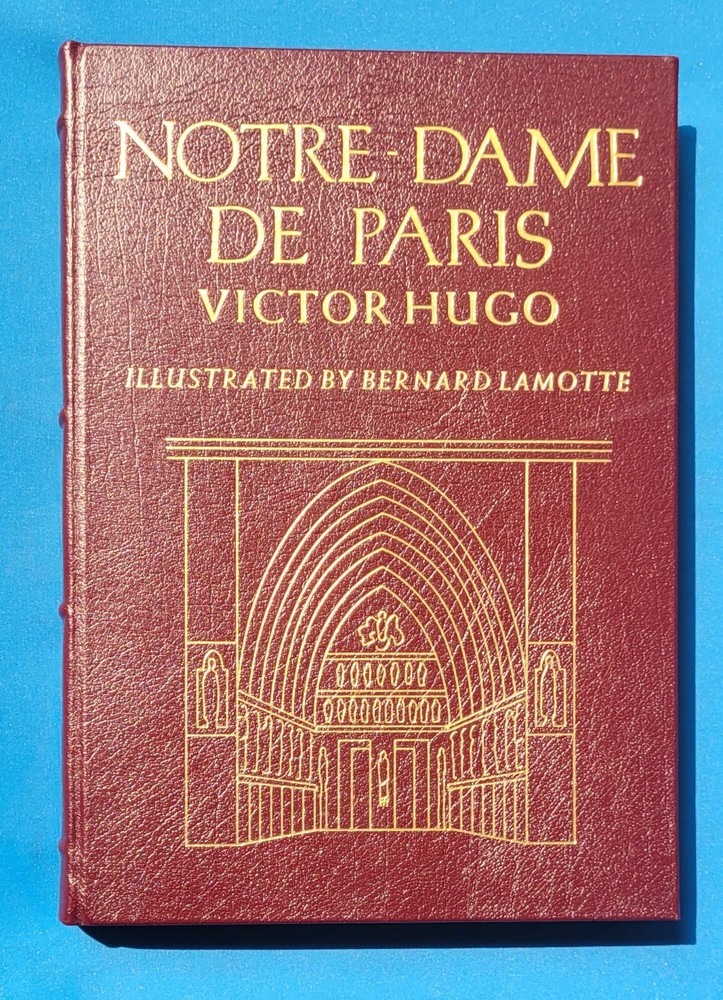 NOTRE-DAME
DE PARIS
VICTOR HUGO
ILLUSTRATED BY BERNARD LAMOTTE